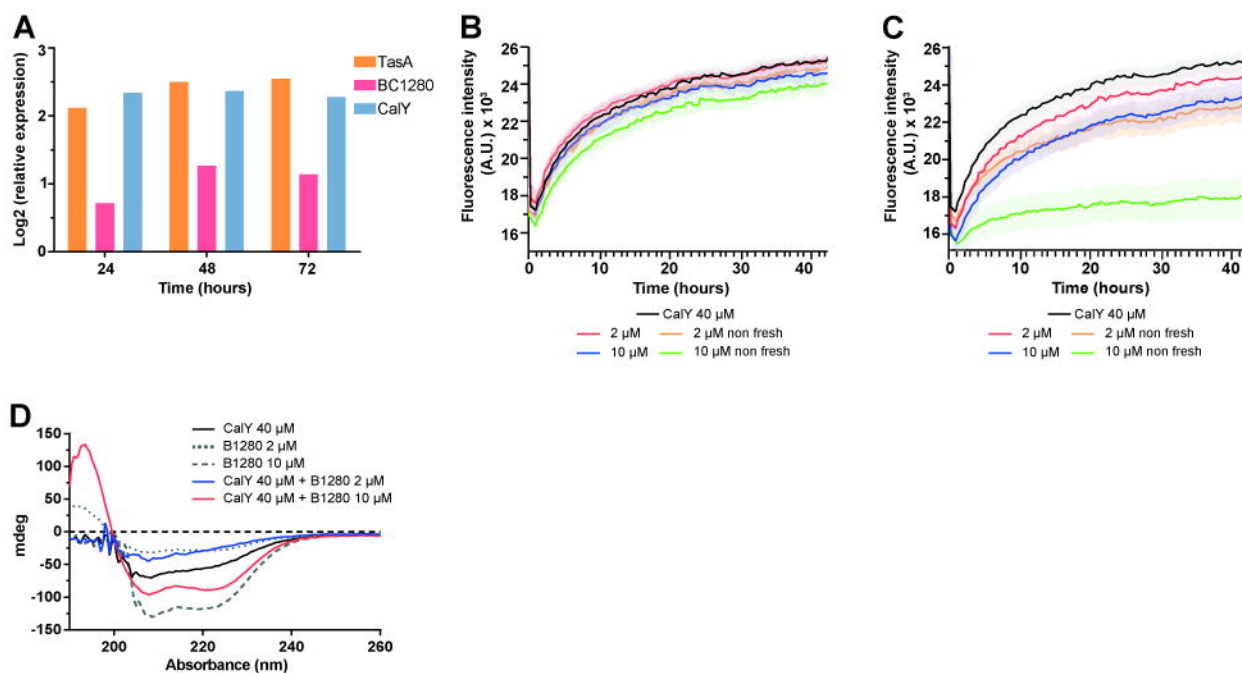 A
Log2 (relative expression)
3
2
1
0
24 48 72
Time (hours)
TasA
BC1280
CalY
B
Fluorescence intensity
(A.U.) x 10³
26
24
22
20
18
16
0 10 20 30 40
Time (hours)
CalY 40 µM
2 µM 2 µM non fresh
10 µM 10 µM non fresh
C
Fluorescence intensity
(A.U.) x 10³
26
24
22
20
18
16
0 10 20 30 40
Time (hours)
CalY 40 µM
2 µM 2 µM non fresh
10 µM 10 µM non fresh
D
mdeg
150
100
50
0
-50
-100
-150
200 220 240 260
Absorbance (nm)
CalY 40 µM
B1280 2 µM
B1280 10 µM
CalY 40 µM + B1280 2 µM
CalY 40 µM + B1280 10 µM